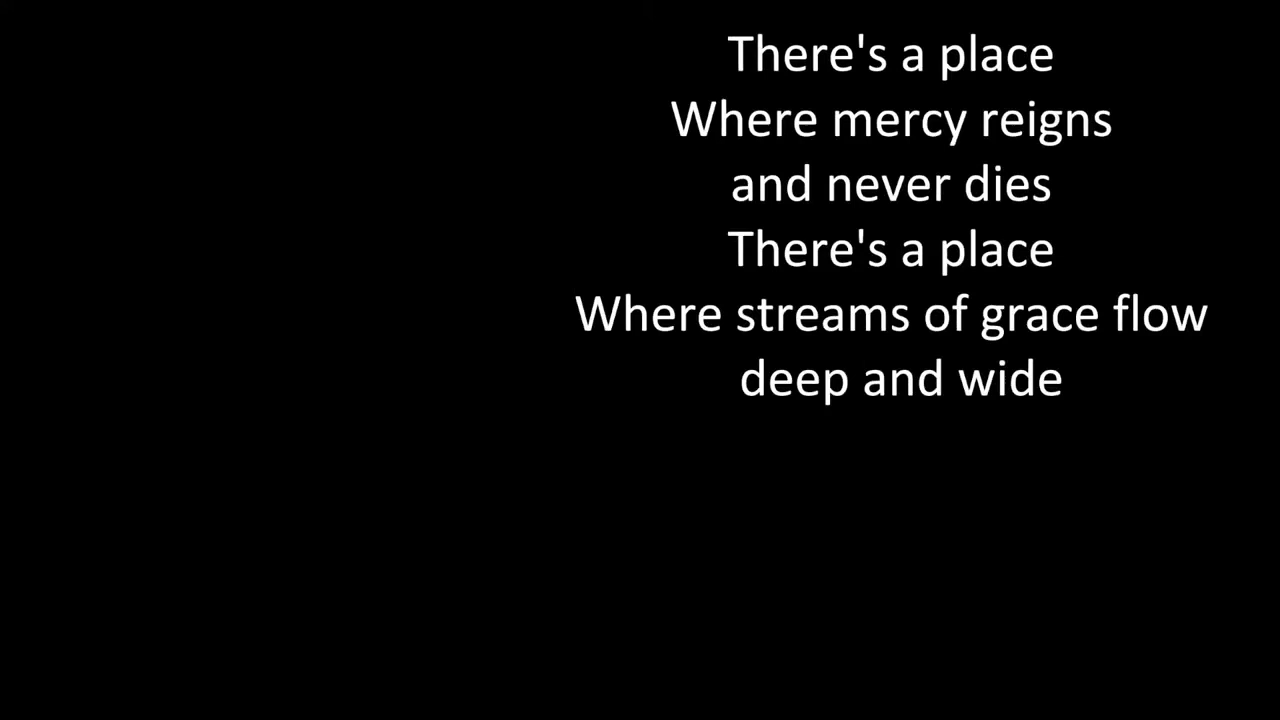 There's a place
Where mercy reigns
and never dies
There's a place
Where streams of grace flow
deep and wide